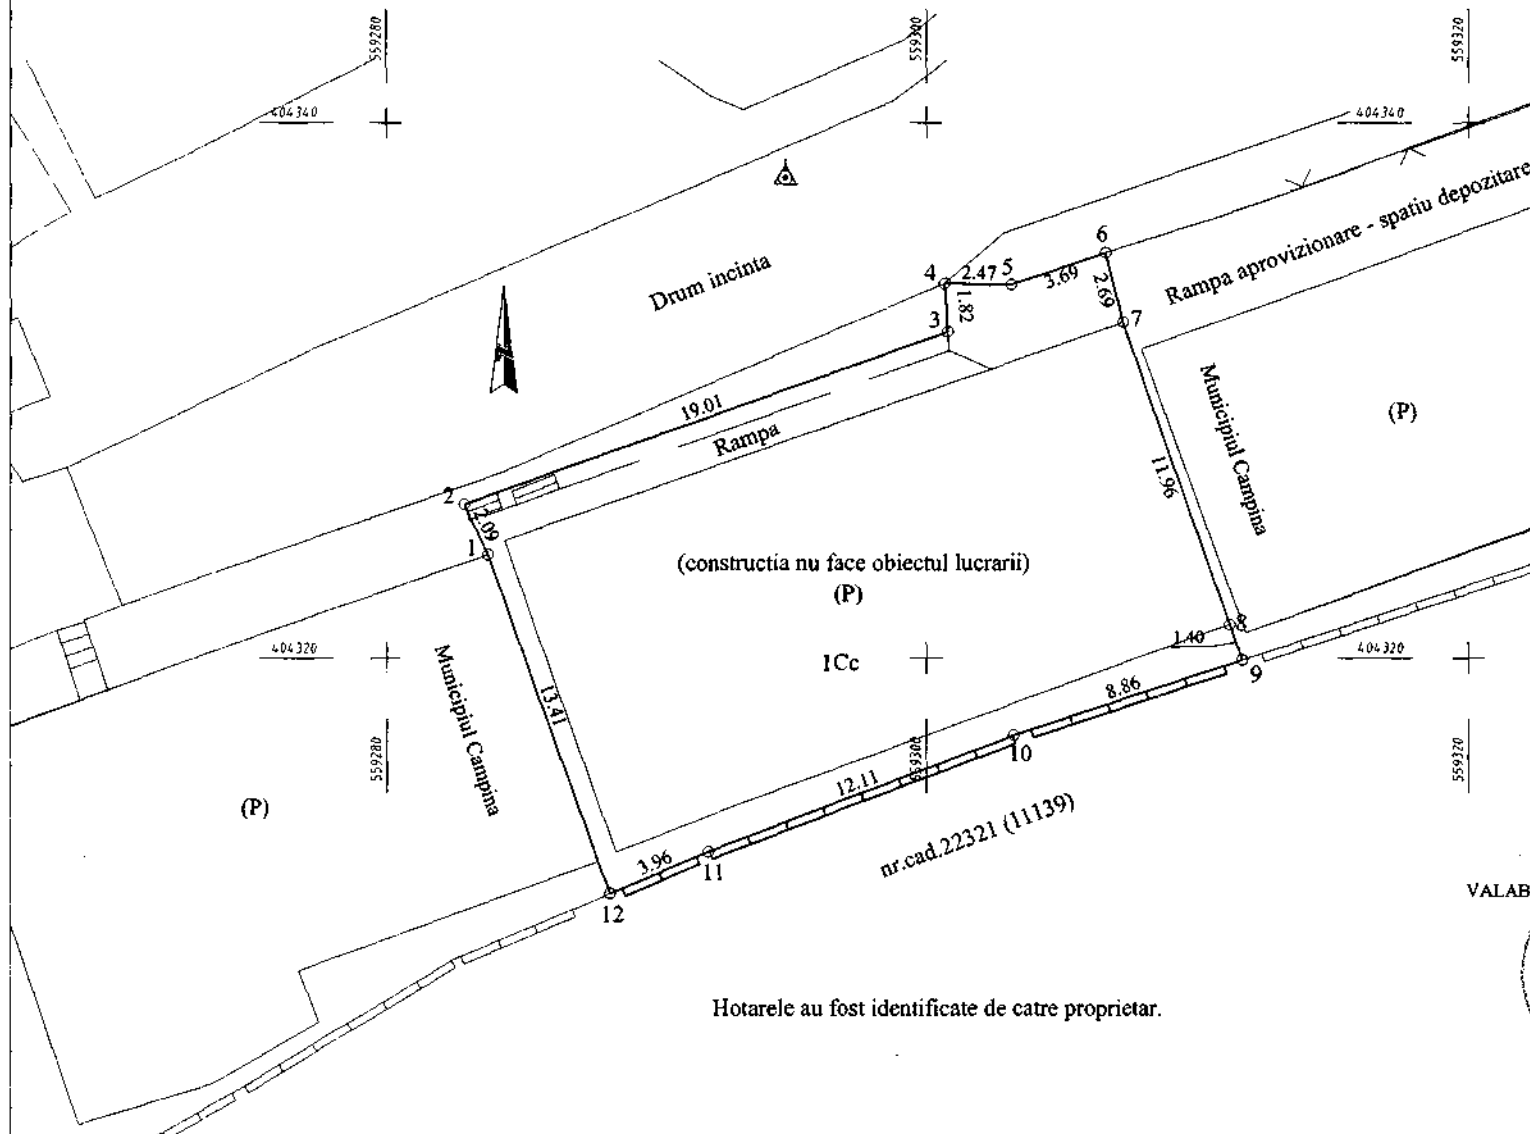 559280
559300
559320
404340
404340
Drum incinta
Rampa aprovizionare - spatiu depozitare
6
4
2.47
5
3.69
2.69
1.82
3
7
19.01
Rampa
Municipiul Campina
(P)
11.96
2
2.09
1
(constructia nu face obiectul lucrarii)
(P)
1Cc
8
1.40
404320
404320
9
Municipiul Campina
13.41
8.86
10
559280
559300
559320
12.11
(P)
nr.cad.22321 (11139)
3.96
11
12
VALAB
Hotarele au fost identificate de catre proprietar.